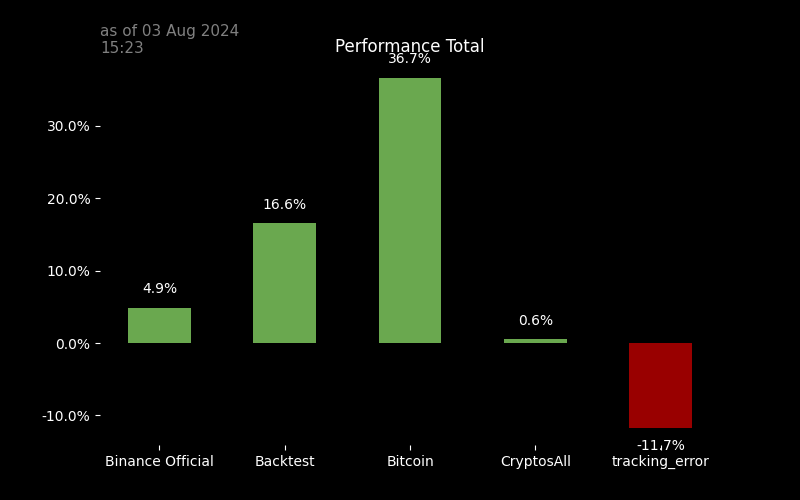 as of 03 Aug 2024
15:23
Performance Total
36.7%
30.0%
20.0%
16.6%
10.0%
4.9%
0.6%
0.0%
-10.0%
-11.7%
Binance Official
Backtest
Bitcoin
CryptosAll
tracking_error